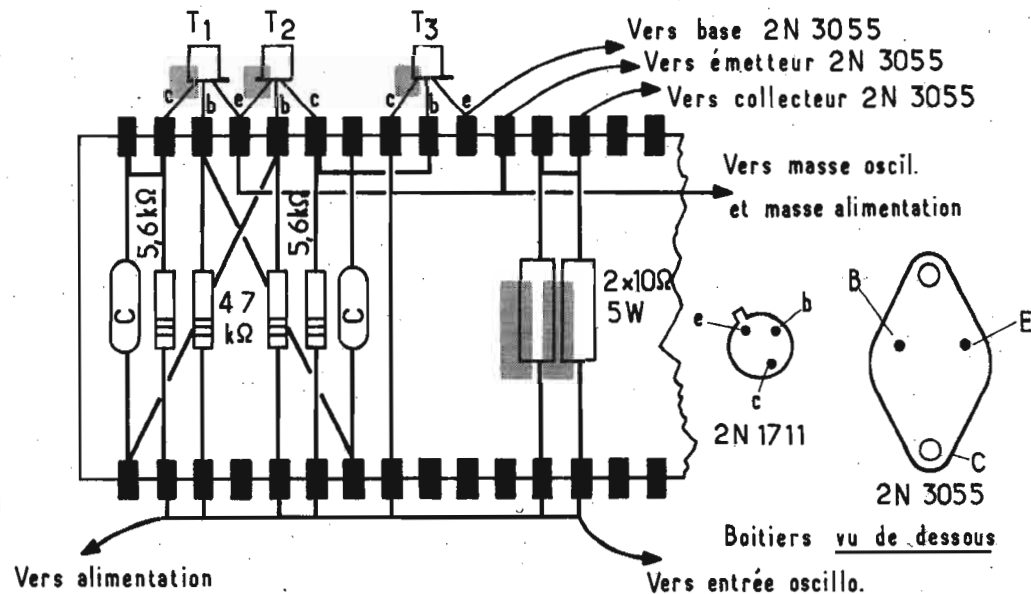 T1 T2 T3
Vers base 2N 3055
Vers émetteur 2N 3055
Vers collecteur 2N 3055
c b e b c c b e
Vers masse oscil.
et masse alimentation
5,6kΩ
5,6kΩ
C
47
kΩ
C
2×10Ω
5W
e b
c
2N 1711
B E
C
2N 3055
Boitiers vu de dessous
Vers alimentation
Vers entrée oscillo.